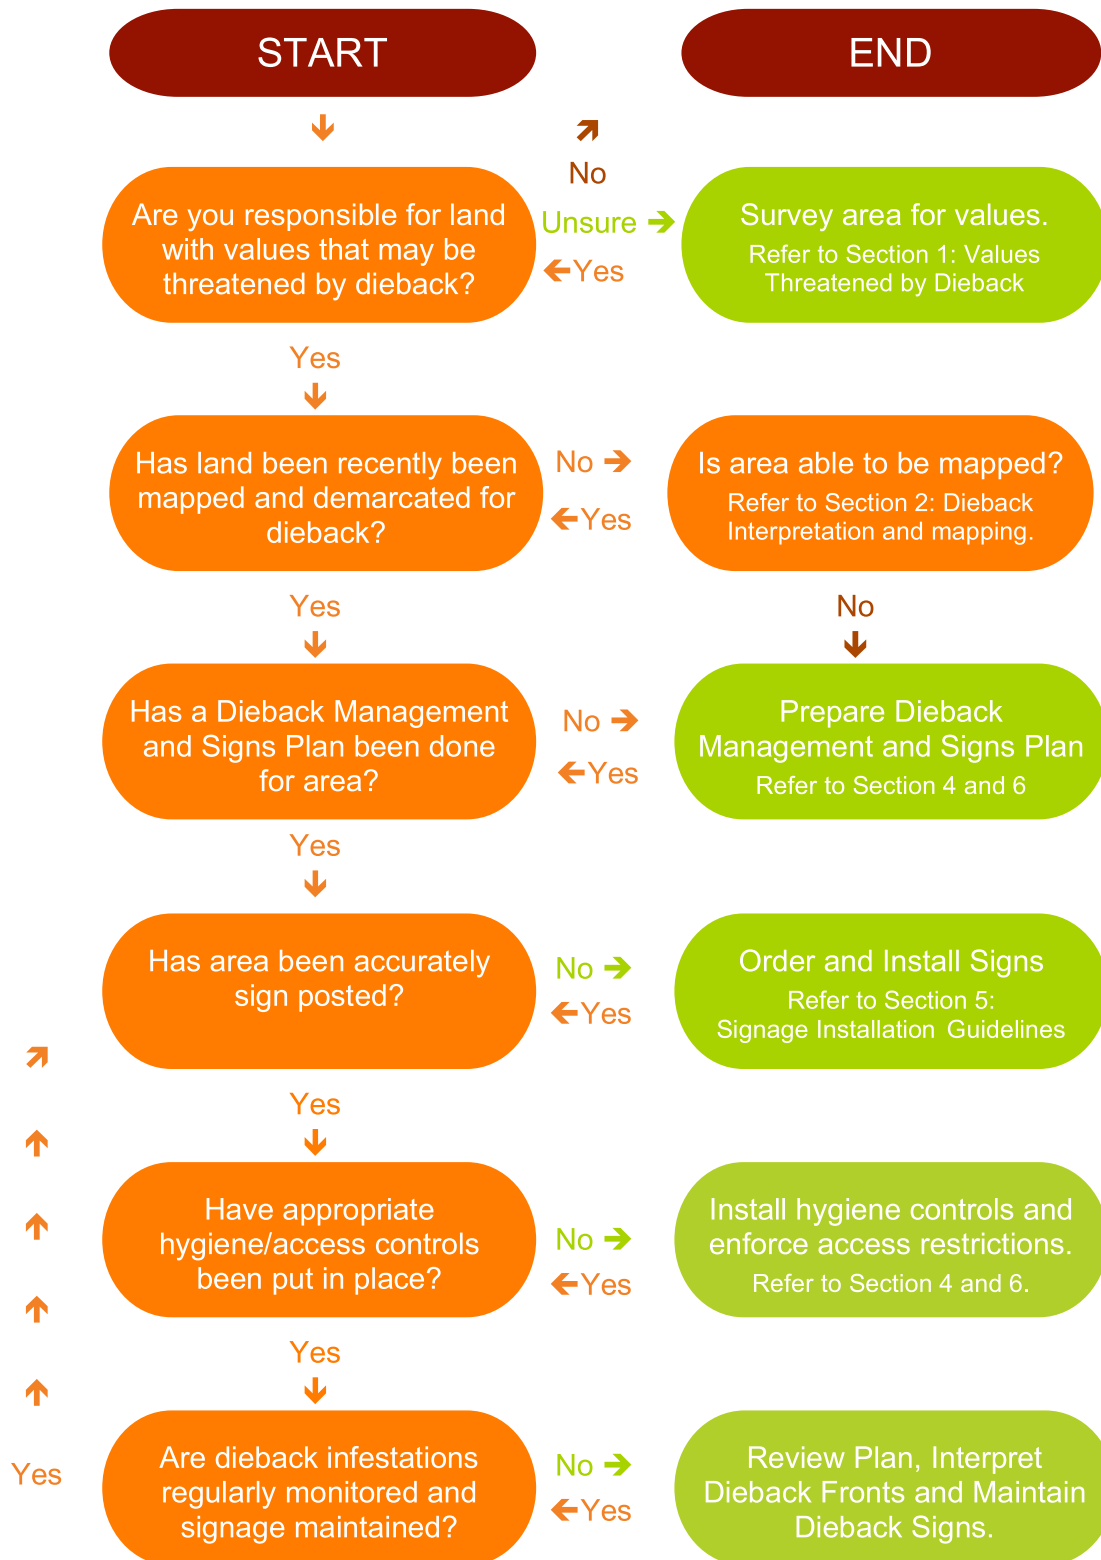 START
END
No
Are you responsible for land
with values that may be
threatened by dieback?
Unsure
Yes
Survey area for values.
Refer to Section 1: Values
Threatened by Dieback
Yes
Has land been recently been
mapped and demarcated for
dieback?
No
Yes
Is area able to be mapped?
Refer to Section 2: Dieback
Interpretation and mapping.
Yes
No
Has a Dieback Management
and Signs Plan been done
for area?
No
Yes
Prepare Dieback
Management and Signs Plan
Refer to Section 4 and 6
Yes
Has area been accurately
sign posted?
No
Yes
Order and Install Signs
Refer to Section 5:
Signage Installation Guidelines
Yes
Have appropriate
hygiene/access controls
been put in place?
No
Yes
Install hygiene controls and
enforce access restrictions.
Refer to Section 4 and 6.
Yes
Yes
Are dieback infestations
regularly monitored and
signage maintained?
No
Yes
Review Plan, Interpret
Dieback Fronts and Maintain
Dieback Signs.